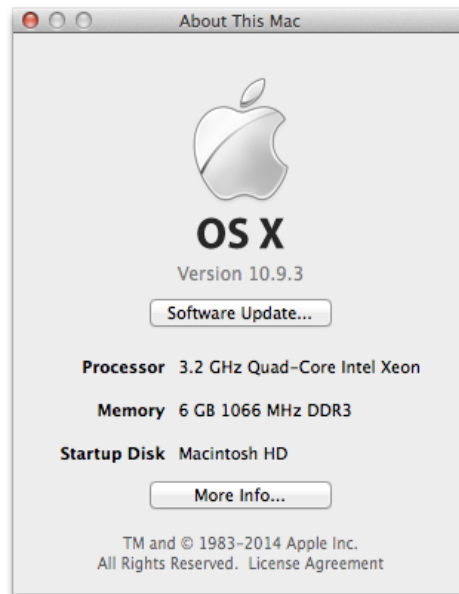 About This Mac
OS X
Version 10.9.3
Software Update...
Processor 3.2 GHz Quad-Core Intel Xeon
Memory 6 GB 1066 MHz DDR3
Startup Disk Macintosh HD
More Info...
TM and © 1983-2014 Apple Inc.
All Rights Reserved. License Agreement